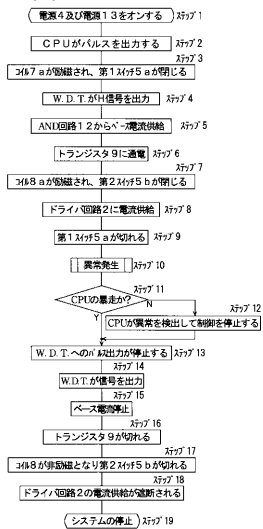 電源4及び電源13をオンする ステップ1
CPUがパルスを出力する ステップ2
ステップ3
コイル7aが励磁され、第1スイッチ5aが閉じる
W.D.T.がH信号を出力 ステップ4
AND回路12からベース電流供給 ステップ5
トランジスタ9に通電 ステップ6
ステップ7
コイル8aが励磁され、第2スイッチ5bが閉じる
ドライバ回路2に電流供給 ステップ8
第1スイッチ5aが切れる ステップ9
異常発生 ステップ10
ステップ11
CPUの暴走か?
N
Y
ステップ12
CPUが異常を検出して制御を停止する
W.D.T.へのパルス出力が停止する ステップ13
ステップ14
W.D.T.が信号を出力
ステップ15
ベース電流停止
ステップ16
トランジスタ9が切れる
ステップ17
コイル8が非励磁となり第2スイッチ5bが切れる
ステップ18
ドライバ回路2の電流供給が遮断される
システムの停止 ステップ19